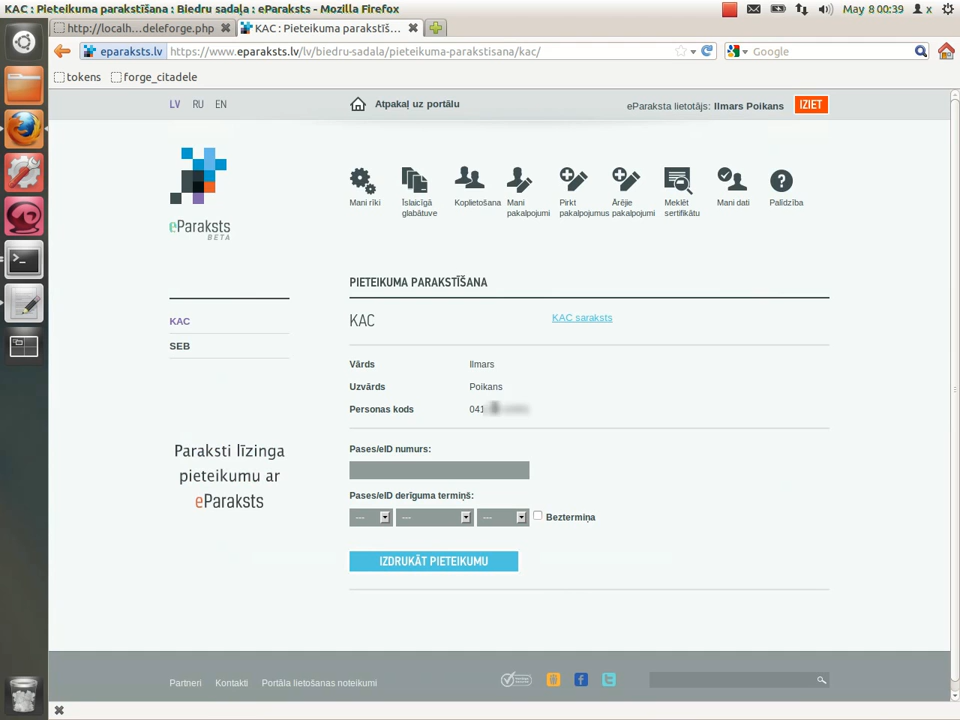 KAC : Pieteikuma parakstīšana : Biedru sadaļa : eParaksts - Mozilla Firefox
May 8 00:39
x
http://localh...deleforge.php
KAC : Pieteikuma parakstīš...
eparaksts.lv
https://www.eparaksts.lv/lv/biedru-sadala/pieteikuma-parakstisana/kac/
Google
tokens
forge_citadele
LV RU EN
Atpakaļ uz portālu
eParaksta lietotājs: Ilmars Poikans
IZIET
eParaksts
BETA
Mani rīki
Īslaicīgā glabātuve
Koplietošana
Mani pakalpojumi
Pirkt pakalpojumus
Ārējie pakalpojumi
Meklēt sertifikātu
Mani dati
Palīdzība
PIETEIKUMA PARAKSTĪŠANA
KAC
SEB
KAC
KAC saraksts
Vārds Ilmars
Uzvārds Poikans
Personas kods 041
Paraksti līzinga
pieteikumu ar
eParaksts
Pases/eID numurs:
Pases/eID derīguma termiņš:
--- --- --- Beztermiņa
IZDRUKĀT PIETEIKUMU
Partneri Kontakti Portāla lietošanas noteikumi